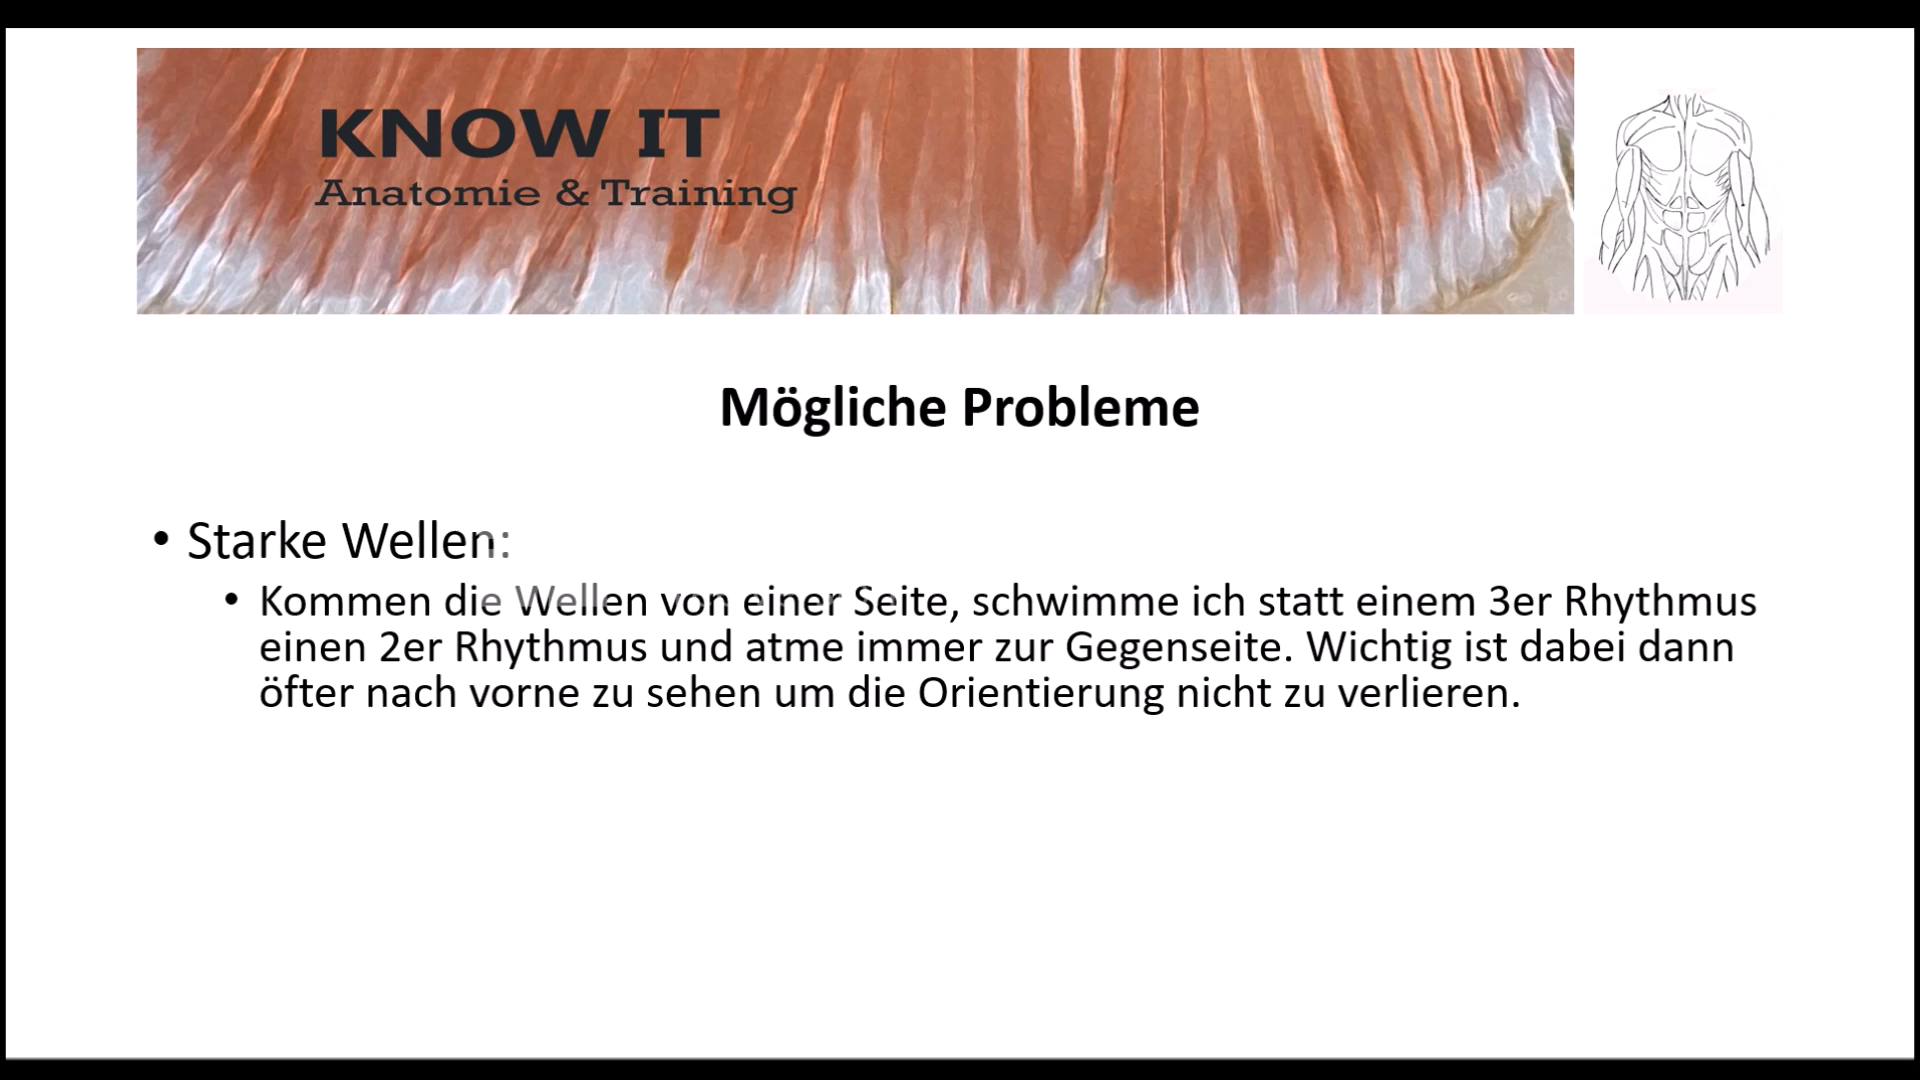 KNOW IT
Anatomie & Training
Mögliche Probleme
• Starke Wellen:
• Kommen die Wellen von einer Seite, schwimme ich statt einem 3er Rhythmus
einen 2er Rhythmus und atme immer zur Gegenseite. Wichtig ist dabei dann
öfter nach vorne zu sehen um die Orientierung nicht zu verlieren.